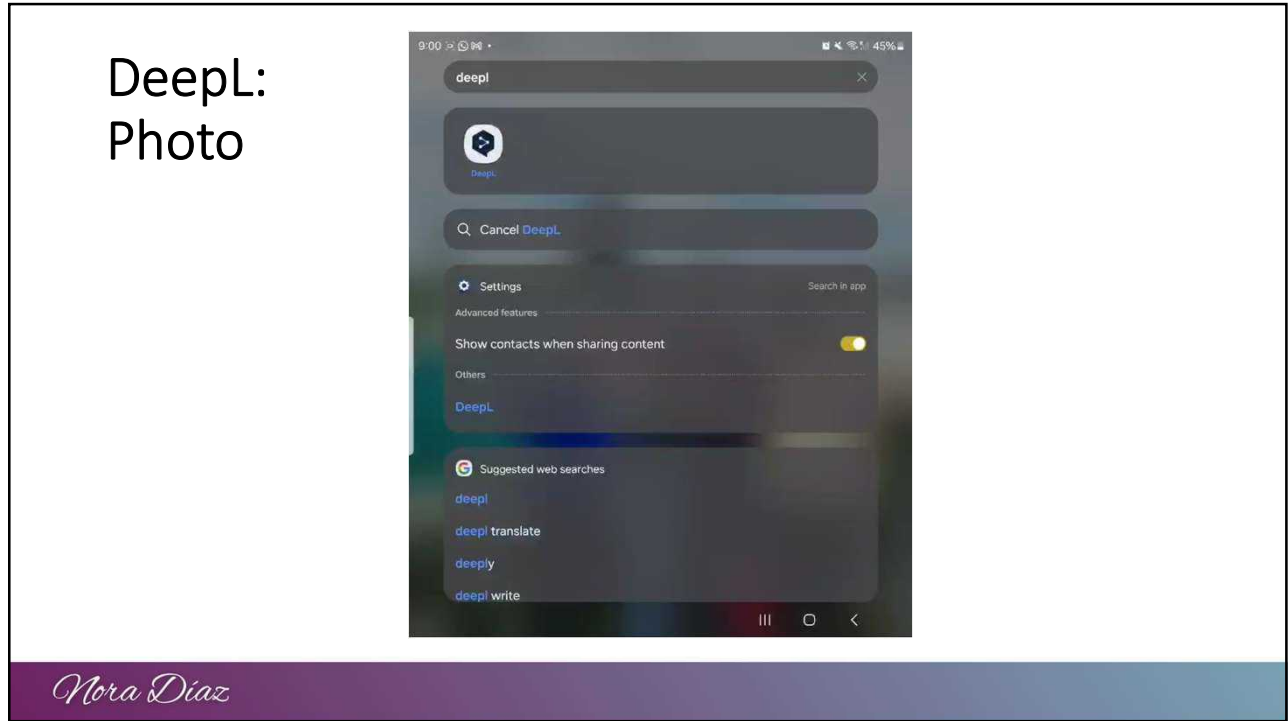 DeepL:
Photo
9:00
45%
deepl
DeepL
Cancel DeepL
Settings
Search in app
Advanced features
Show contacts when sharing content
Others
DeepL
Suggested web searches
deepl
deepl translate
deeply
deepl write
Nora Díaz